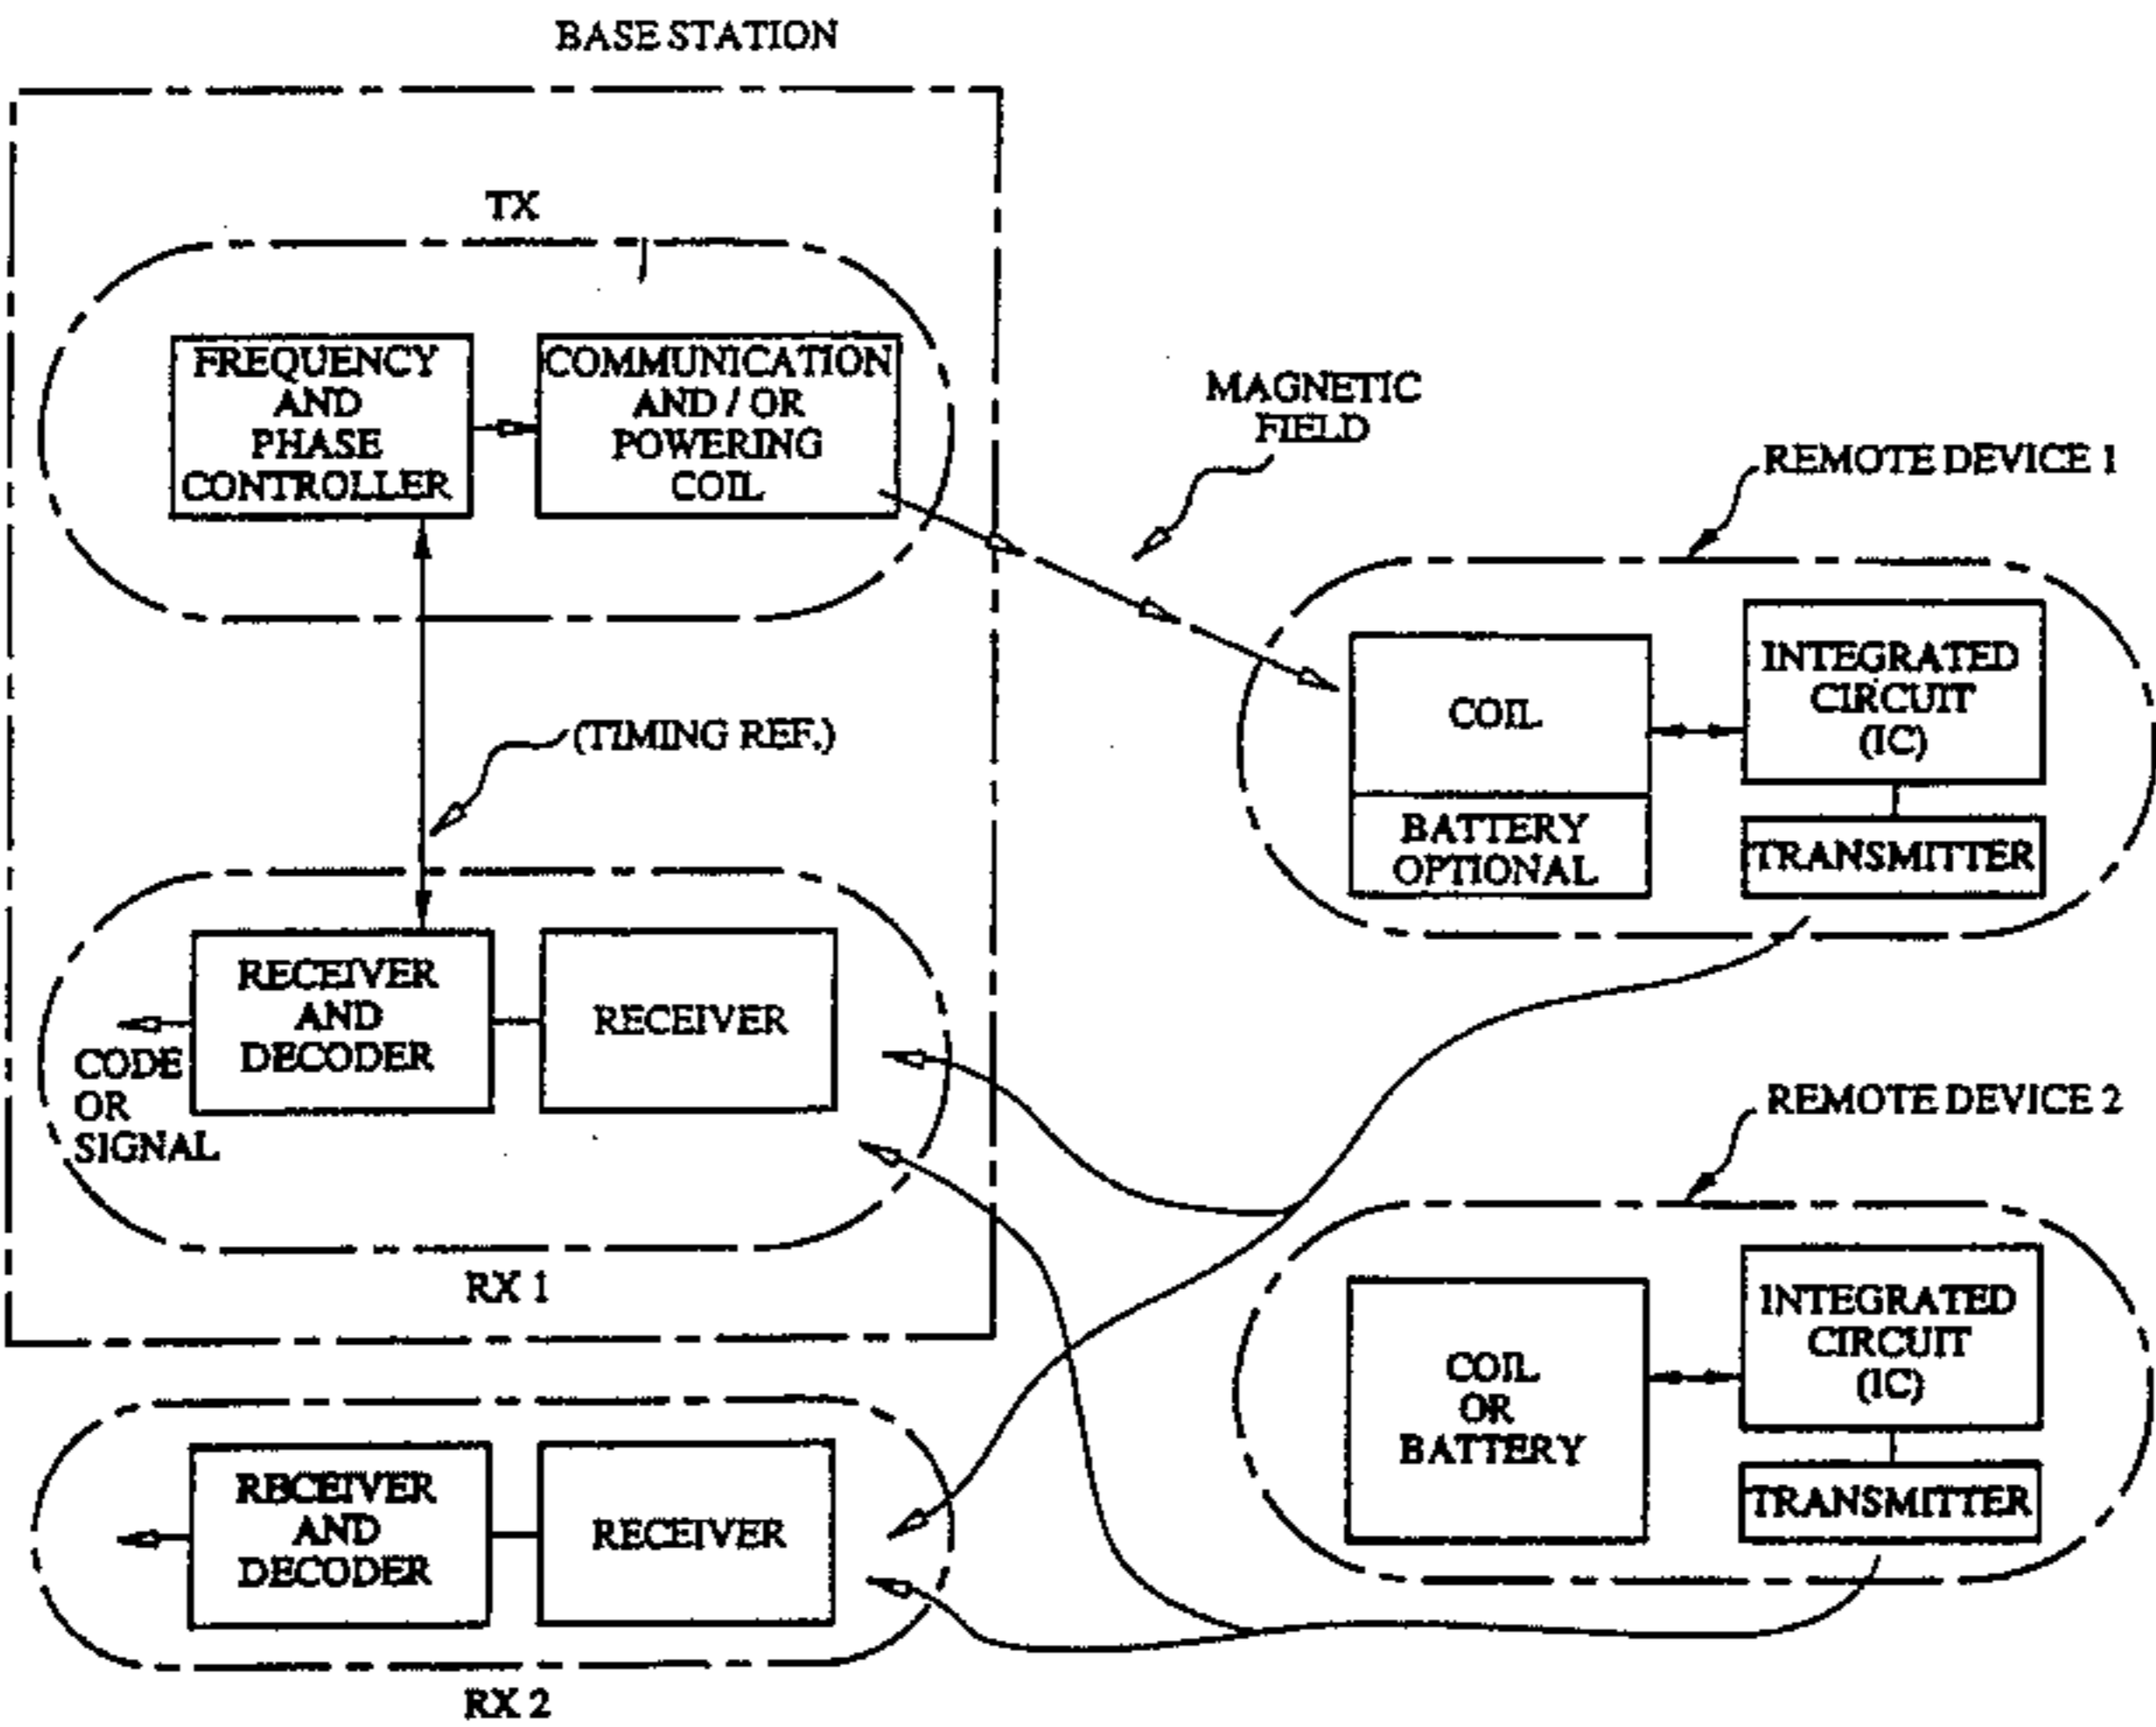 BASE STATION
TX
FREQUENCY
AND
PHASE
CONTROLLER
COMMUNICATION
AND / OR
POWERING
COIL
MAGNETIC
FIELD
REMOTE DEVICE 1
COIL
BATTERY
OPTIONAL
INTEGRATED
CIRCUIT
(IC)
TRANSMITTER
(TIMING REF.)
RECEIVER
AND
DECODER
RECEIVER
CODE
OR
SIGNAL
RX 1
REMOTE DEVICE 2
COIL
OR
BATTERY
INTEGRATED
CIRCUIT
(IC)
TRANSMITTER
RECEIVER
AND
DECODER
RECEIVER
RX 2